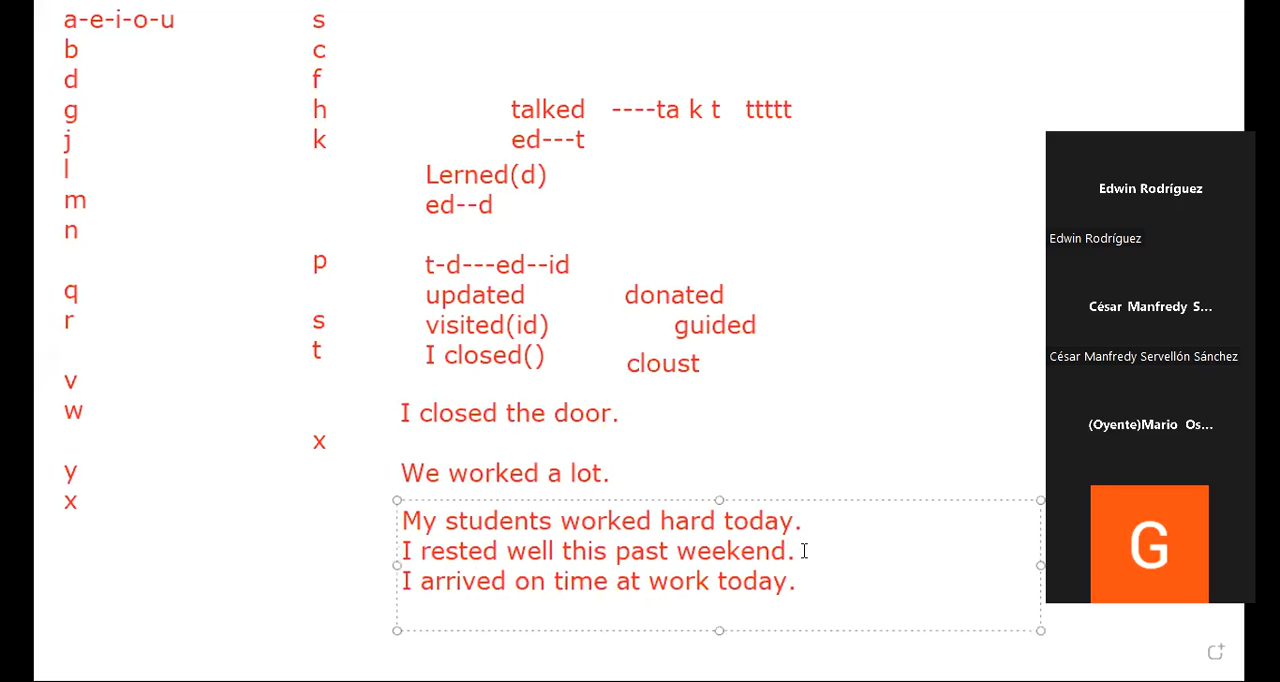 a-e-i-o-u
b
d
g
j
l
m
n
q
r
v
w
y
x
s
c
f
h
k
p
s
t
x
talked ----ta k t ttttt
ed---t
Lerned(d)
ed--d
t-d---ed--id
updated donated
visited(id) guided
I closed() cloust
I closed the door.
We worked a lot.
My students worked hard today.
I rested well this past weekend.
I arrived on time at work today.
Edwin Rodríguez
Edwin Rodríguez
César Manfredy S...
César Manfredy Servellón Sánchez
(Oyente)Mario Os...
G